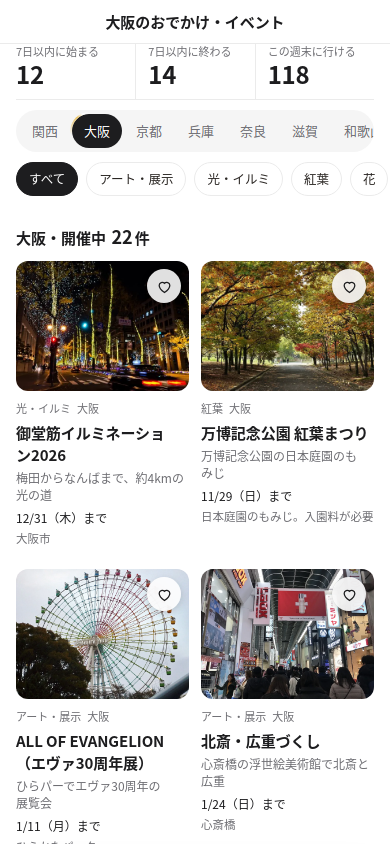 大阪のおでかけ・イベント
7日以内に始まる 7日以内に終わる この週末に行ける
12 14 118
関西 大阪 京都 兵庫 奈良 滋賀
すべて アート・展示 光・イルミ 紅葉 花
大阪・開催中 22件
光・イルミ 大阪
御堂筋イルミネーショ
ン2026
梅田からなんばまで、約4kmの
光の道
12/31（木）まで
大阪市
紅葉 大阪
万博記念公園 紅葉まつり
万博記念公園の日本庭園のも
みじ
11/29（日）まで
日本庭園のもみじ。入園料が必要
アート・展示 大阪
ALL OF EVANGELION
（エヴァ30周年展）
ひらパーでエヴァ30周年の
展覧会
1/11（月）まで
アート・展示 大阪
北斎・広重づくし
心斎橋の浮世絵美術館で北斎と
広重
1/24（日）まで
心斎橋